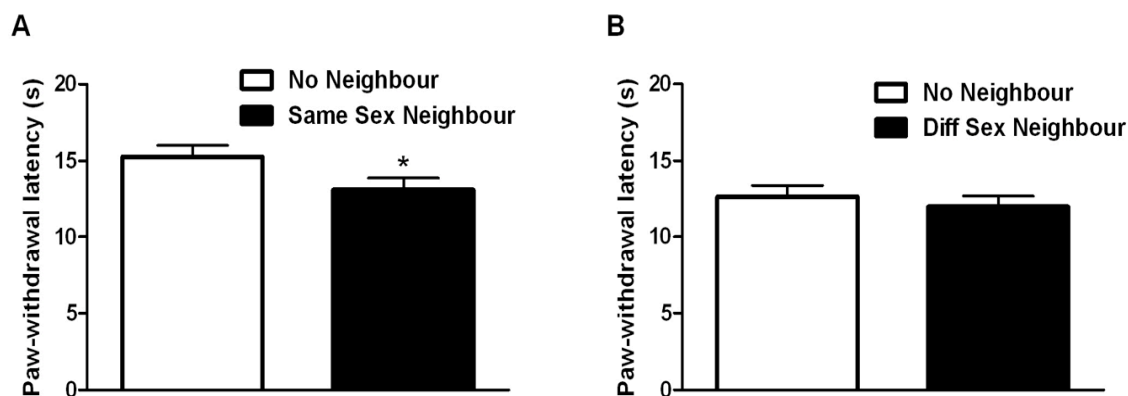 A
Paw-withdrawal latency (s)
20
15
10
5
0
No Neighbour
Same Sex Neighbour
*
B
Paw-withdrawal latency (s)
20
15
10
5
0
No Neighbour
Diff Sex Neighbour